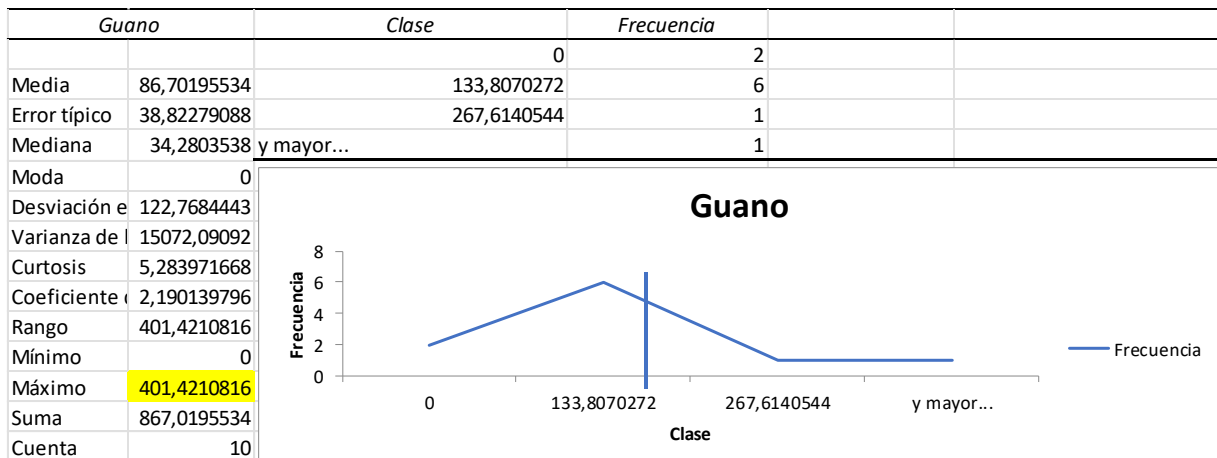 Guano Clase Frecuencia
0 2
Media 86,70195534 133,8070272 6
Error típico 38,82279088 267,6140544 1
Mediana 34,2803538 y mayor... 1
Moda 0
Desviación e 122,7684443
Varianza de l 15072,09092
Curtosis 5,283971668
Coeficiente 2,190139796
Rango 401,4210816
Mínimo 0
Máximo 401,4210816
Suma 867,0195534
Cuenta 10
Guano
Frecuencia
8
6
4
2
0
0 133,8070272 267,6140544 y mayor...
Clase
Frecuencia